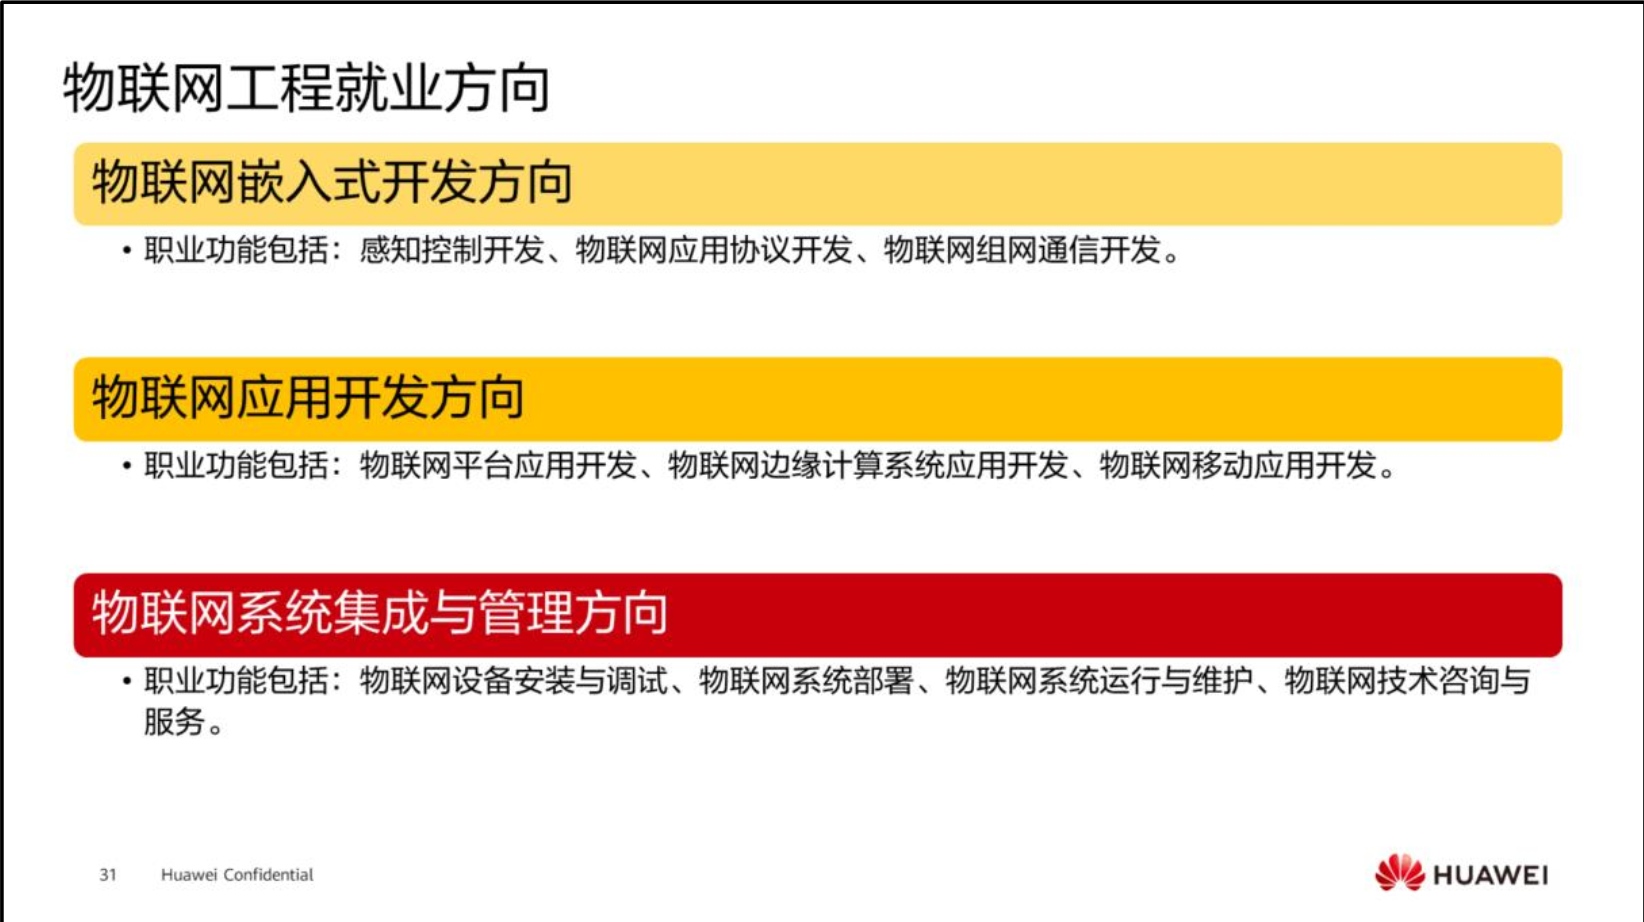 物联网工程就业方向
物联网嵌入式开发方向
• 职业功能包括：感知控制开发、物联网应用协议开发、物联网组网通信开发。
物联网应用开发方向
• 职业功能包括：物联网平台应用开发、物联网边缘计算系统应用开发、物联网移动应用开发。
物联网系统集成与管理方向
• 职业功能包括：物联网设备安装与调试、物联网系统部署、物联网系统运行与维护、物联网技术咨询与
服务。
31 Huawei Confidential
HUAWEI